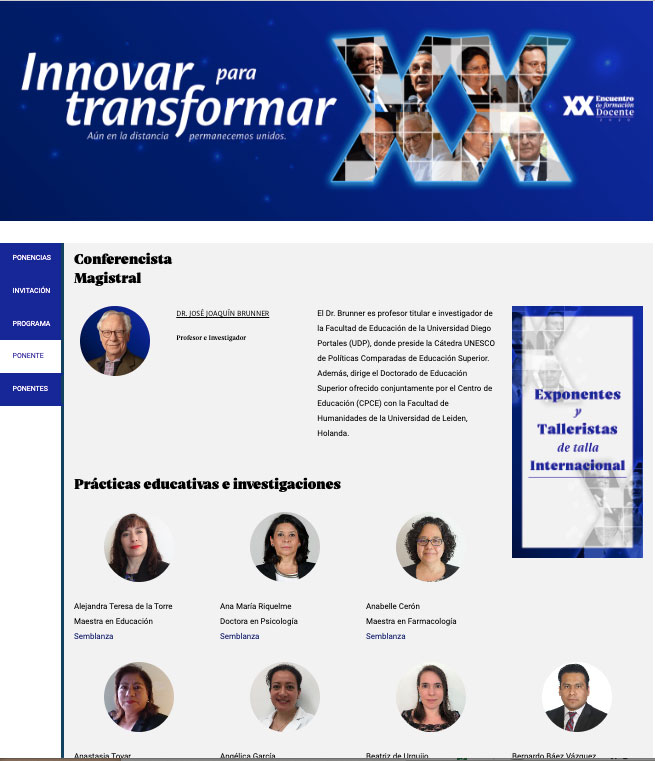 Innovar para
transformar
Aún en la distancia permanecemos unidos.
XX Encuentro
de formación
Docente
PONENCIAS
INVITACIÓN
PROGRAMA
PONENTE
PONENTES
Conferencista
Magistral
DR. JOSÉ JOAQUÍN BRUNNER
Profesor e Investigador
El Dr. Brunner es profesor titular e investigador de
la Facultad de Educación de la Universidad Diego
Portales (UDP), donde preside la Cátedra UNESCO
de Políticas Comparadas de Educación Superior.
Además, dirige el Doctorado de Educación
Superior ofrecido conjuntamente por el Centro de
Educación (CPCE) con la Facultad de
Humanidades de la Universidad de Leiden,
Holanda.
Exponentes
y
Talleristas
de talla
Internacional
Prácticas educativas e investigaciones
Alejandra Teresa de la Torre
Maestra en Educación
Semblanza
Ana María Riquelme
Doctora en Psicología
Semblanza
Anabelle Cerón
Maestra en Farmacología
Semblanza
Anastasia Tovar
Angélica García
Beatriz de Urquijo
Bernardo Báez Vázquez